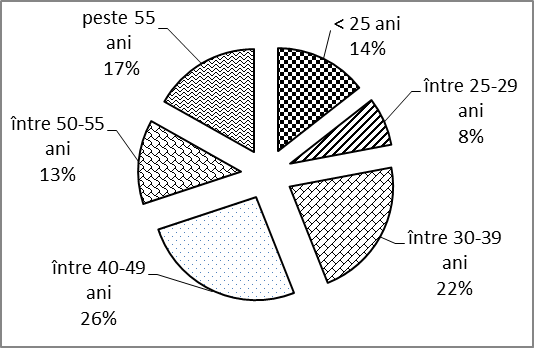 peste 55
ani
17%
< 25 ani
14%
între 25-29
ani
8%
între 50-55
ani
13%
între 30-39
ani
22%
între 40-49
ani
26%